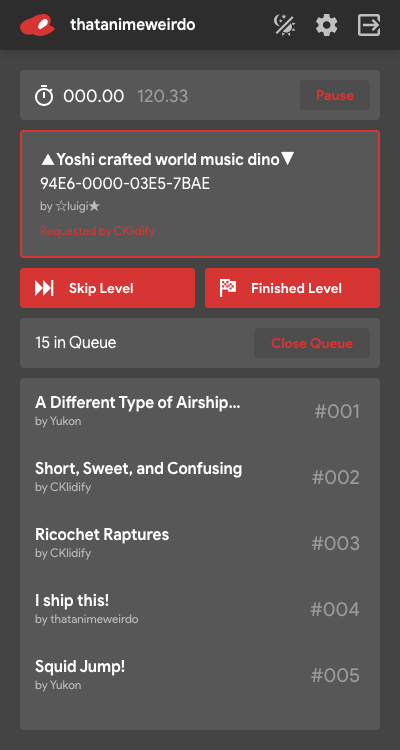 thatanimeweirdo
000.00 120.33
Pause
▲Yoshi crafted world music dino▼
94E6-0000-03E5-7BAE
by ☆luigi★
Requested by CKlidify
Skip Level
Finished Level
15 in Queue
Close Queue
A Different Type of Airship...
by Yukon
#001
Short, Sweet, and Confusing
by CKlidify
#002
Ricochet Raptures
by CKlidify
#003
I ship this!
by thatanimeweirdo
#004
Squid Jump!
by Yukon
#005